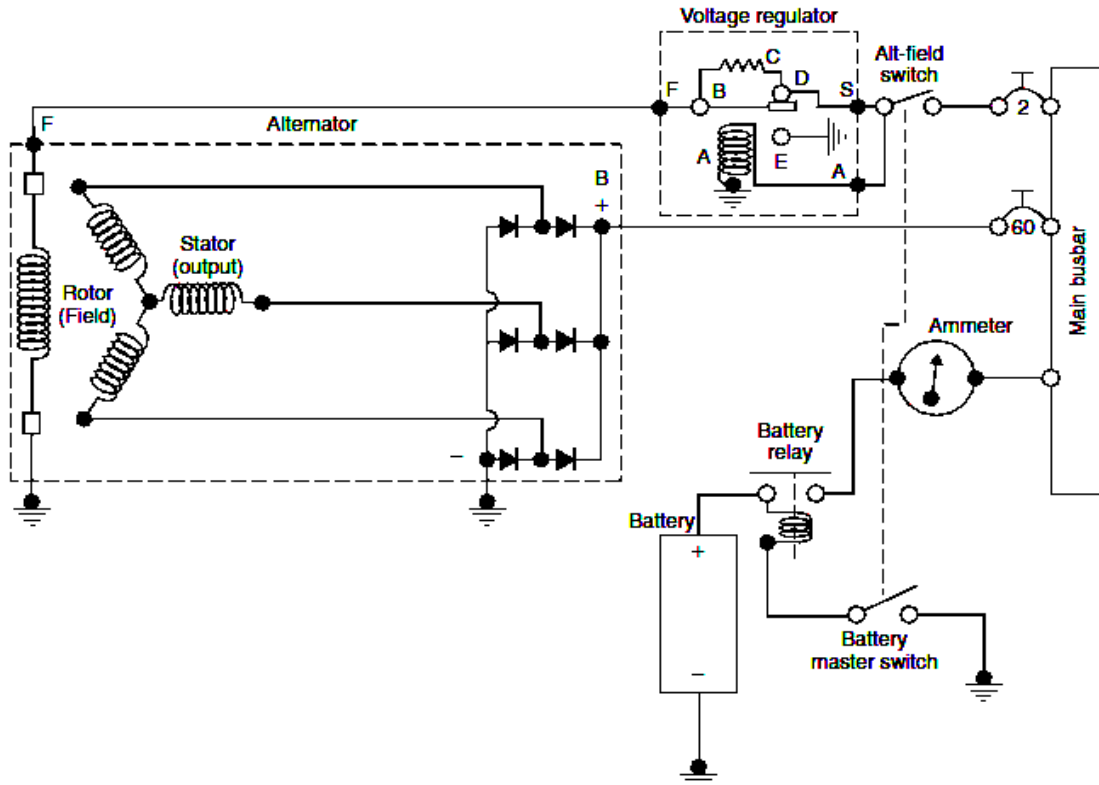 Voltage regulator
Alt-field
switch
C
D
F
B
S
2
E
A
A
F
Alternator
B
+
60
Stator
(output)
Rotor
(Field)
Main busbar
Ammeter
–
Battery
relay
Battery
+
–
Battery
master switch